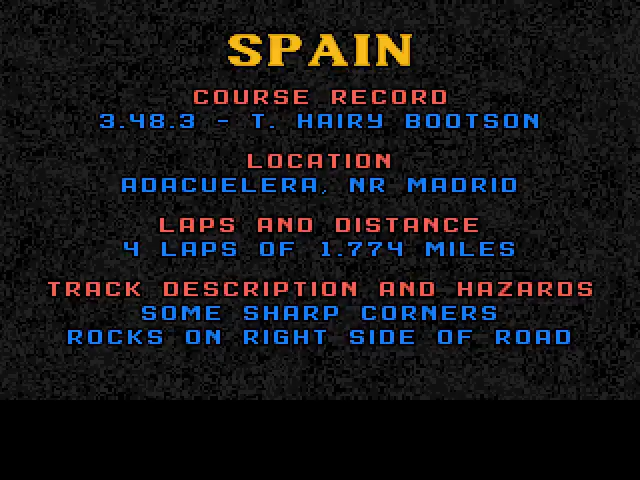 SPAIN
COURSE RECORD
3.48.3 - T. HAIRY BOOTSON
LOCATION
ADACUELERA, NR MADRID
LAPS AND DISTANCE
4 LAPS OF 1.774 MILES
TRACK DESCRIPTION AND HAZARDS
SOME SHARP CORNERS
ROCKS ON RIGHT SIDE OF ROAD